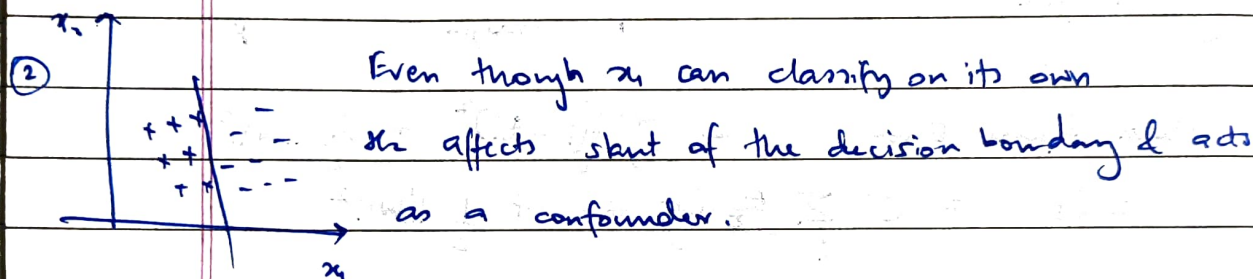 x₂
② Even though x₁ can classify on its own
x₂ affects slant of the decision boundary & acts
as a confounder.
x₁